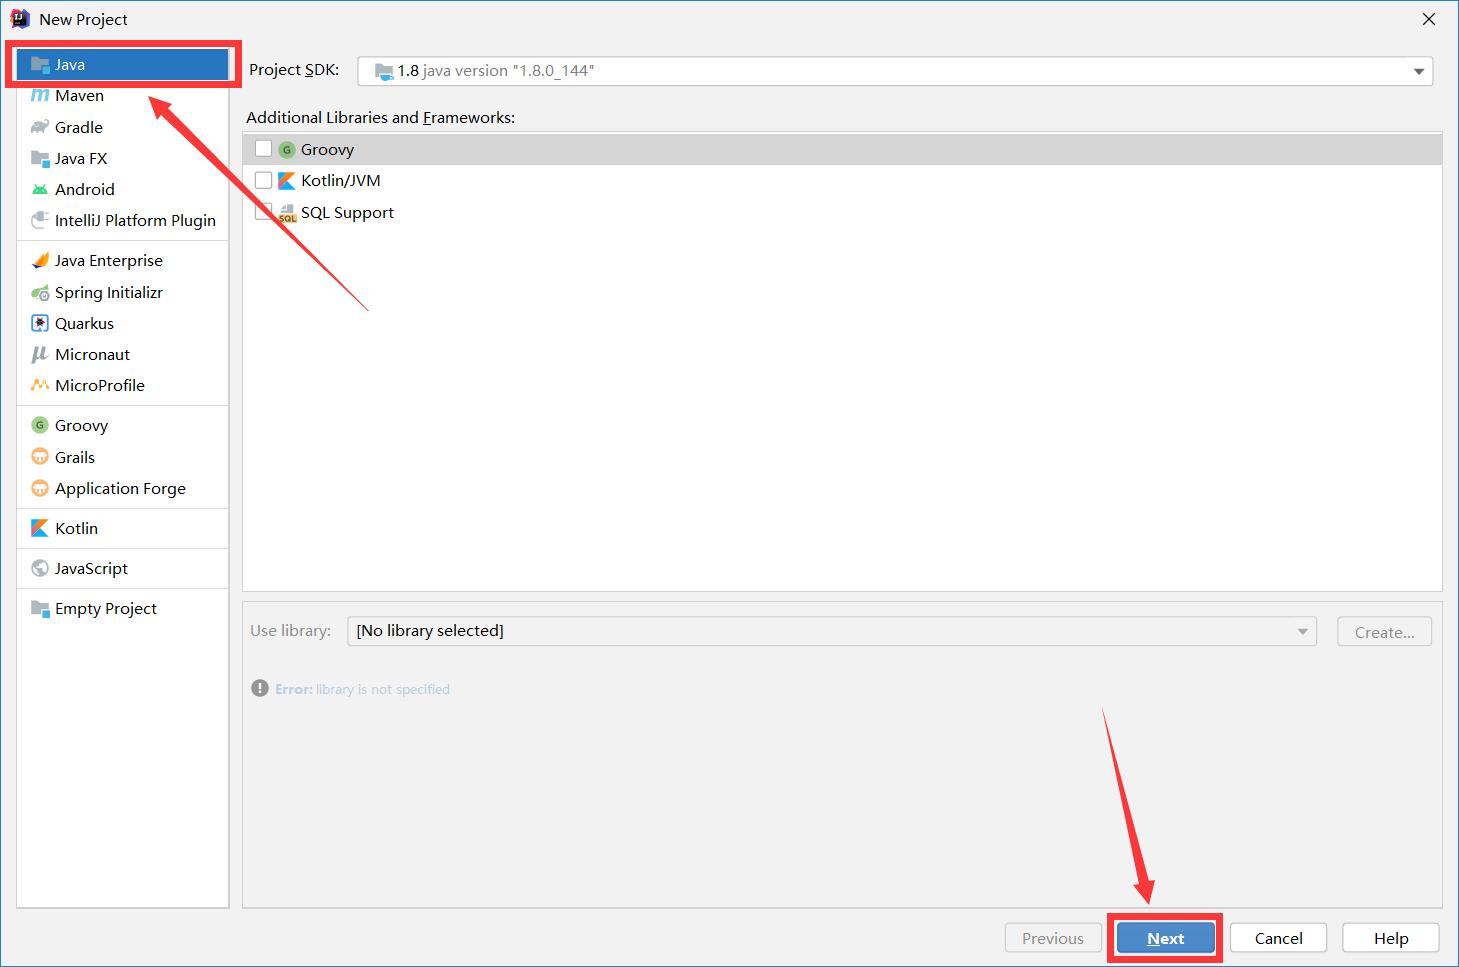 New Project
Java
Maven
Gradle
Java FX
Android
IntelliJ Platform Plugin
Java Enterprise
Spring Initializr
Quarkus
Micronaut
MicroProfile
Groovy
Grails
Application Forge
Kotlin
JavaScript
Empty Project
Project SDK: 1.8 java version "1.8.0_144"
Additional Libraries and Frameworks:
Groovy
Kotlin/JVM
SQL Support
Use library: [No library selected] Create...
Error: library is not specified
Previous Next Cancel Help